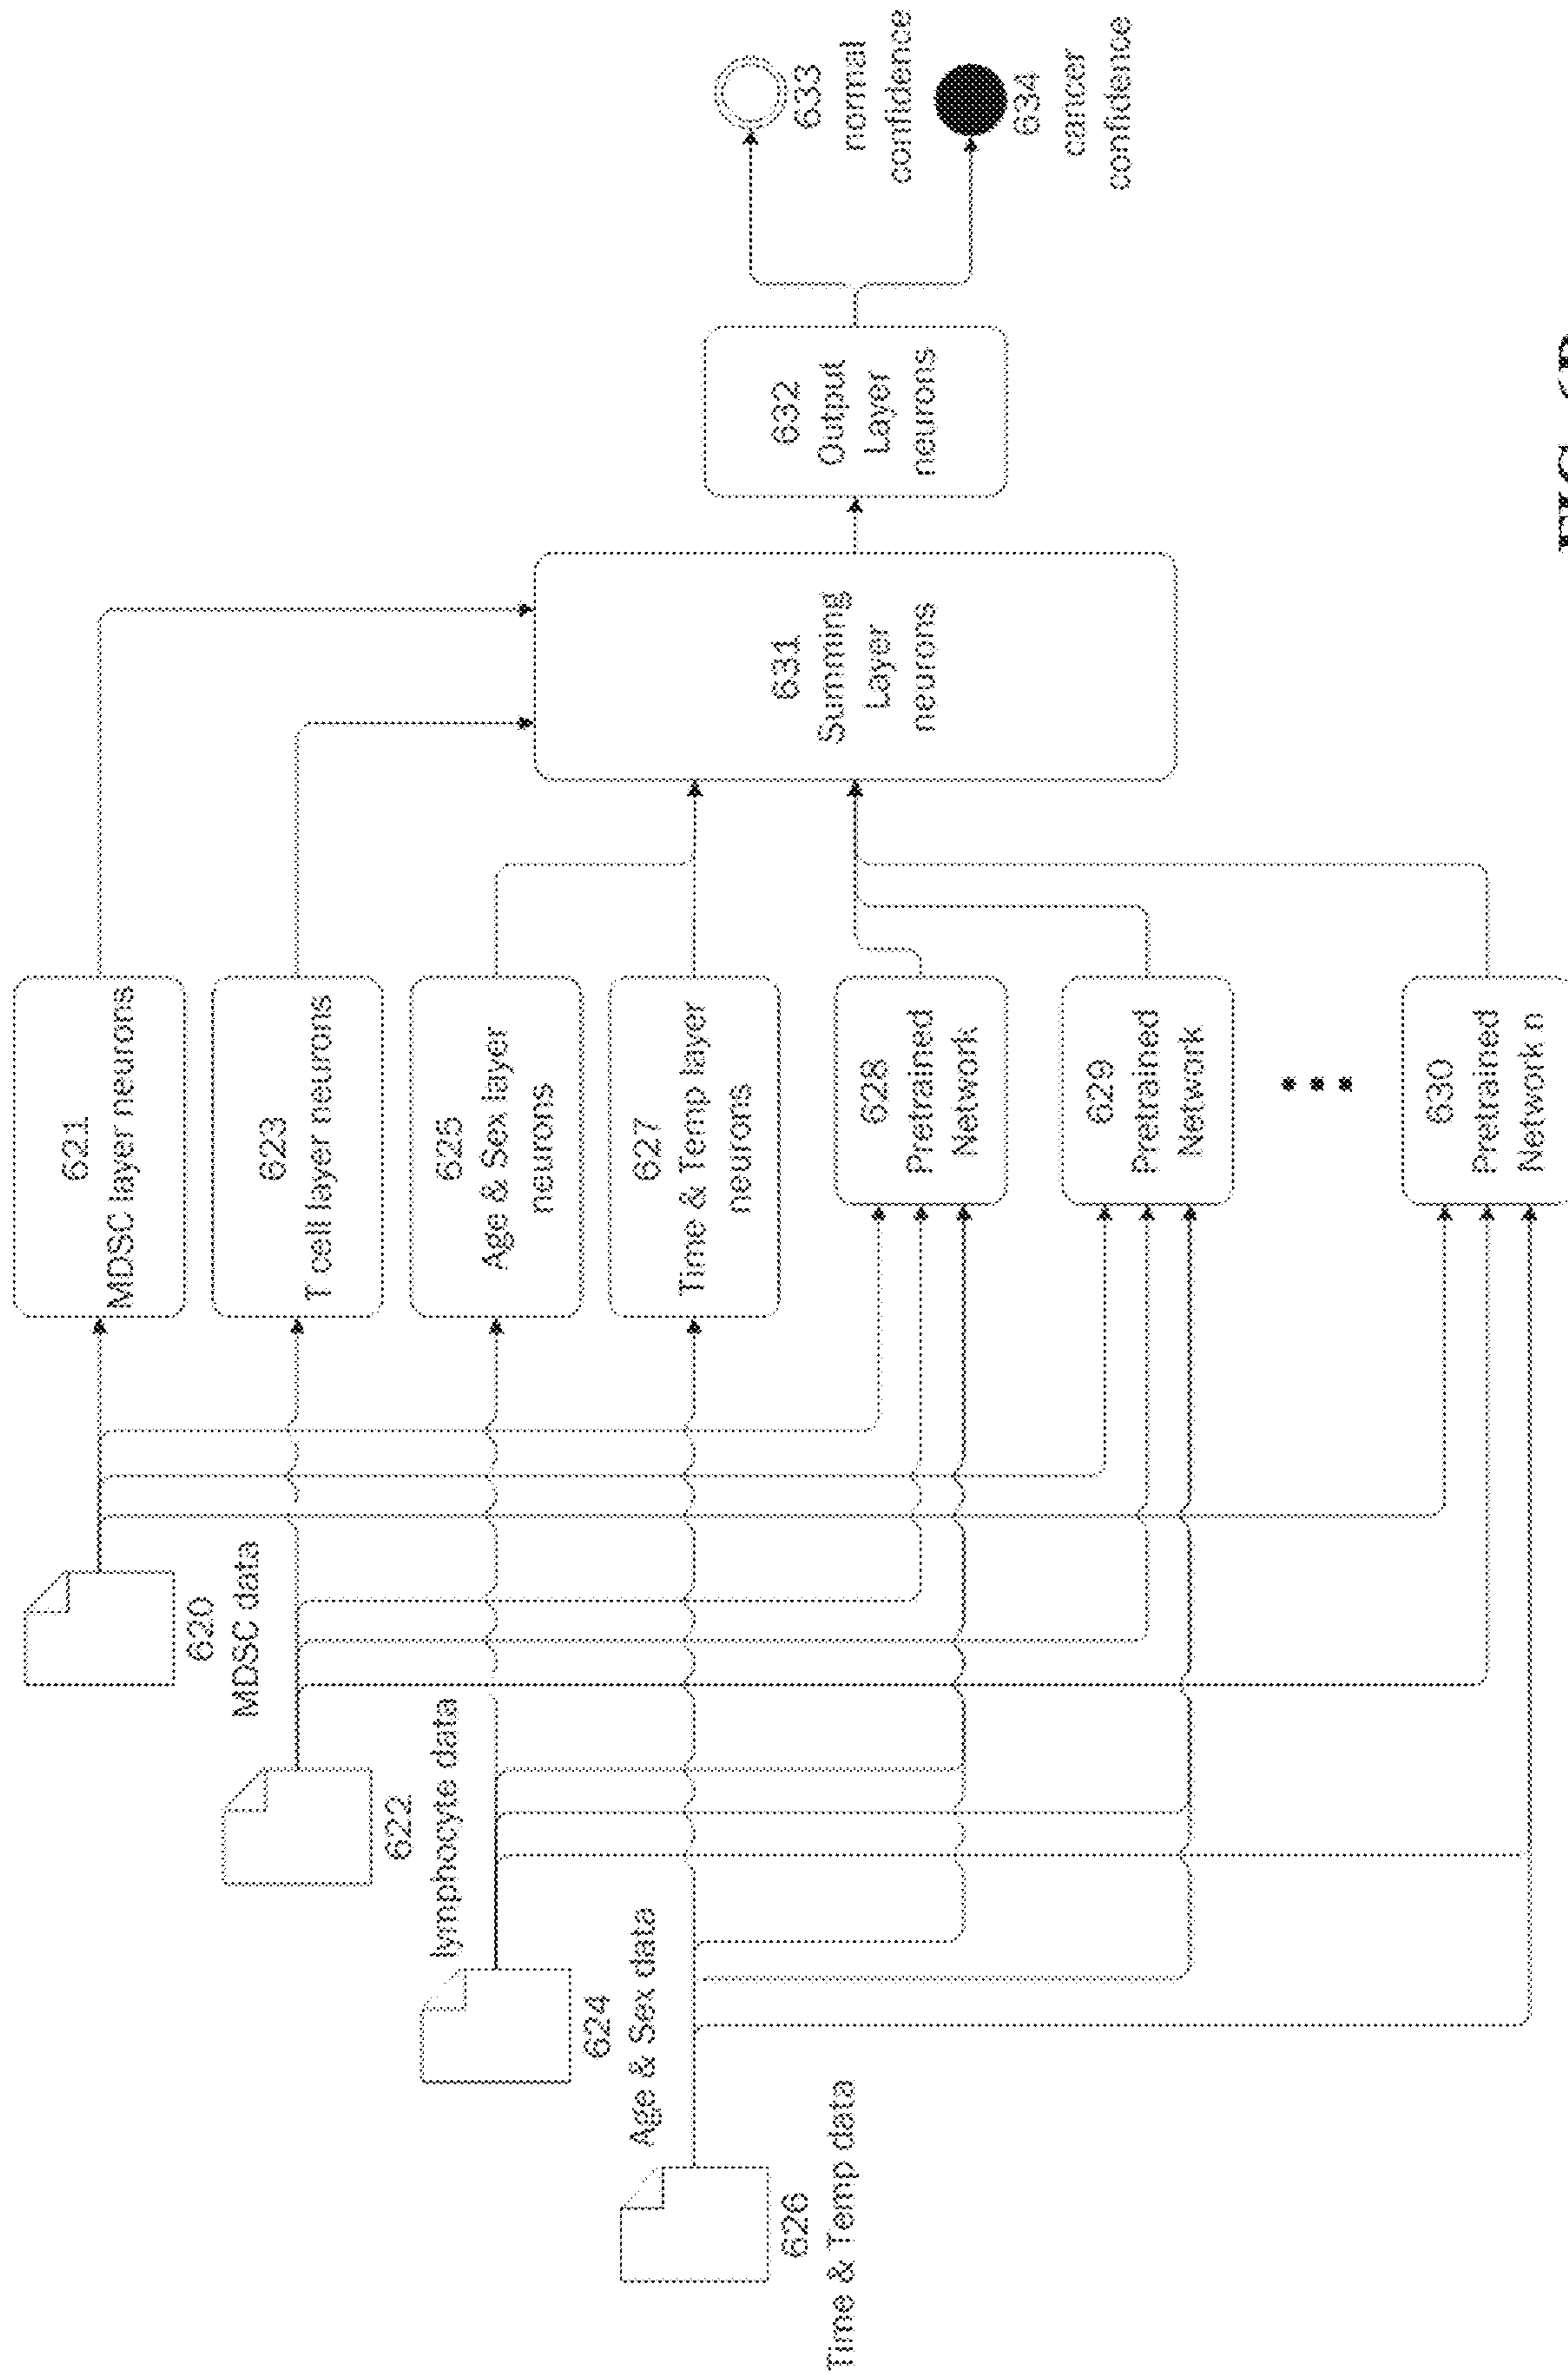 620
MDSC data
622
lymphocyte data
624
Age & Sex data
626
Time & Temp data
621
MDSC layer neurons
623
T cell layer neurons
625
Age & Sex layer
neurons
627
Time & Temp layer
neurons
628
Pretrained
Network
629
Pretrained
Network
630
Pretrained
Network n
631
Summing
Layer
neurons
632
Output
Layer
neurons
633
normal
confidence
634
cancer
confidence